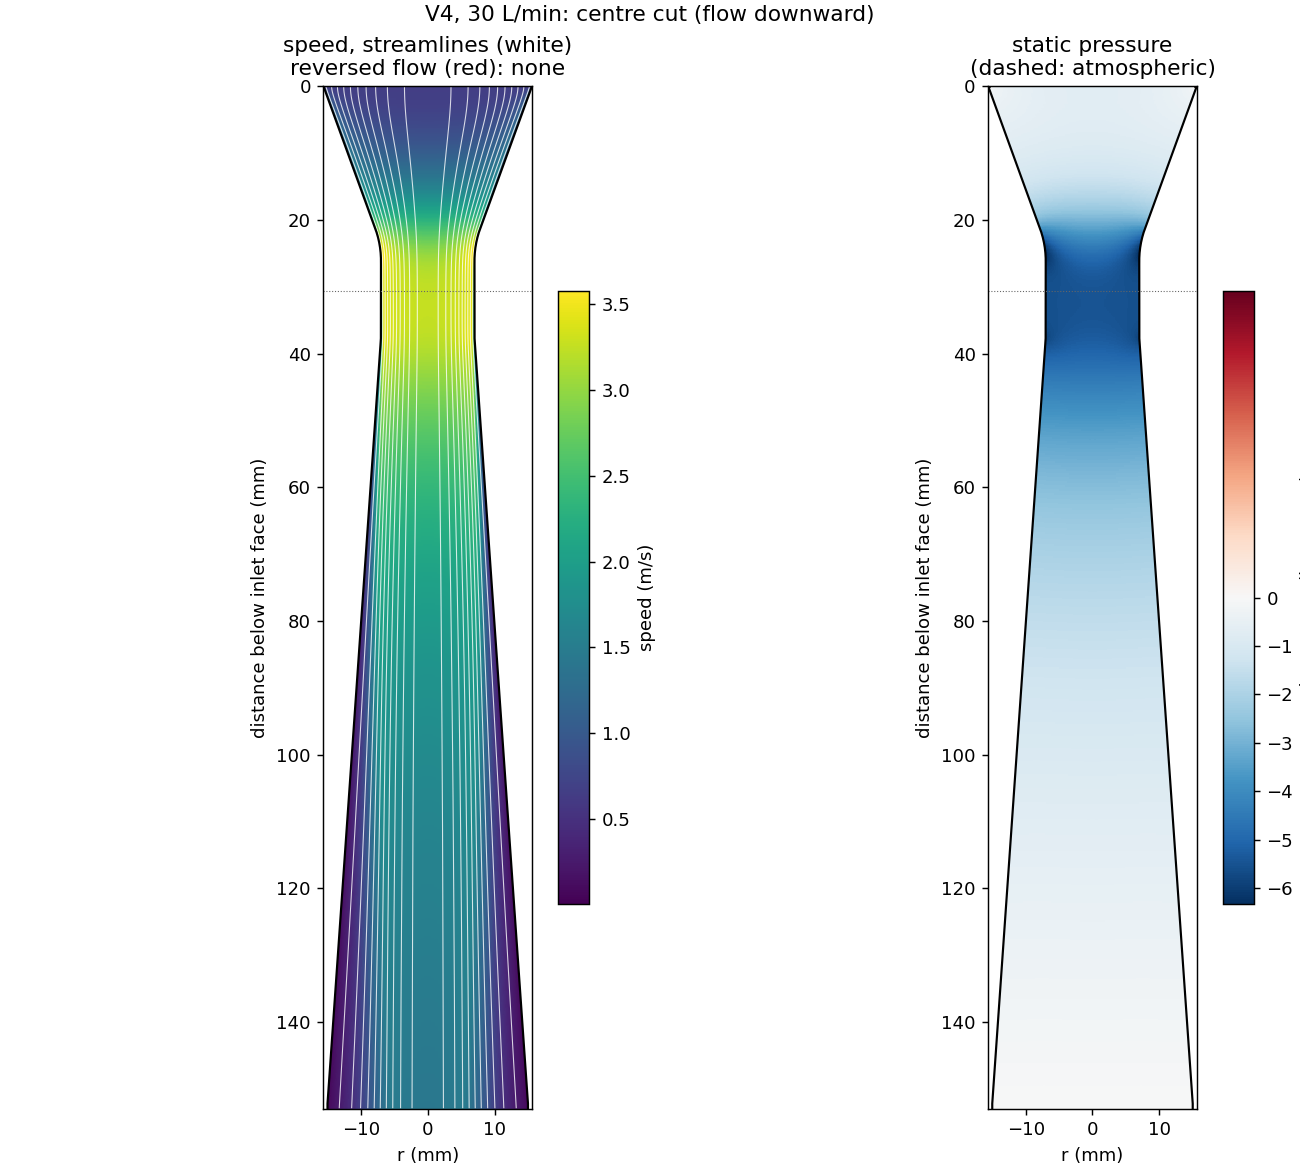 V4, 30 L/min: centre cut (flow downward)
speed, streamlines (white)
reversed flow (red): none
0
20
40
60
80
100
120
140
distance below inlet face (mm)
−10 0 10
r (mm)
3.5
3.0
2.5
2.0
1.5
1.0
0.5
speed (m/s)
static pressure
(dashed: atmospheric)
0
20
40
60
80
100
120
140
distance below inlet face (mm)
−10 0 10
r (mm)
0
−1
−2
−3
−4
−5
−6